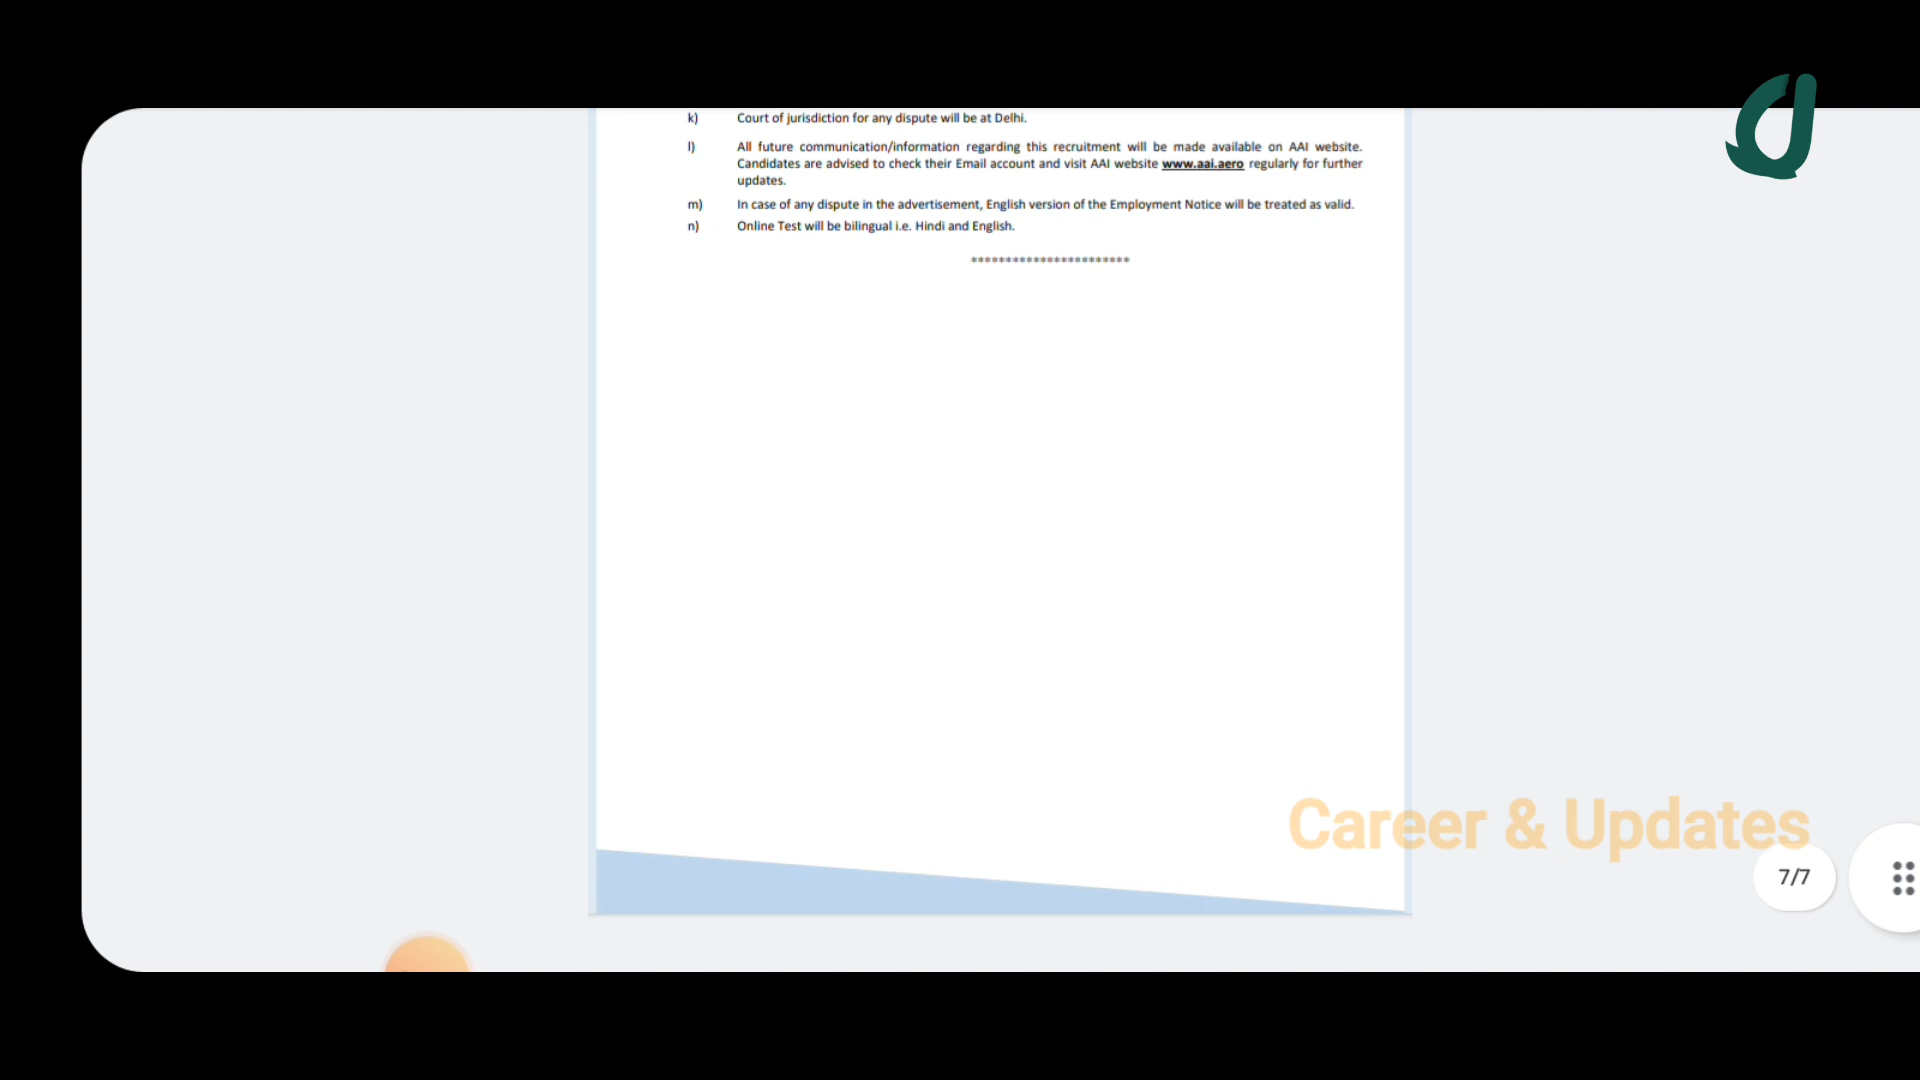 k) Court of jurisdiction for any dispute will be at Delhi.
l) All future communication/information regarding this recruitment will be made available on AAI website.
Candidates are advised to check their Email account and visit AAI website www.aai.aero regularly for further
updates.
m) In case of any dispute in the advertisement, English version of the Employment Notice will be treated as valid.
n) Online Test will be bilingual i.e. Hindi and English.
***********************
Career & Updates
7/7